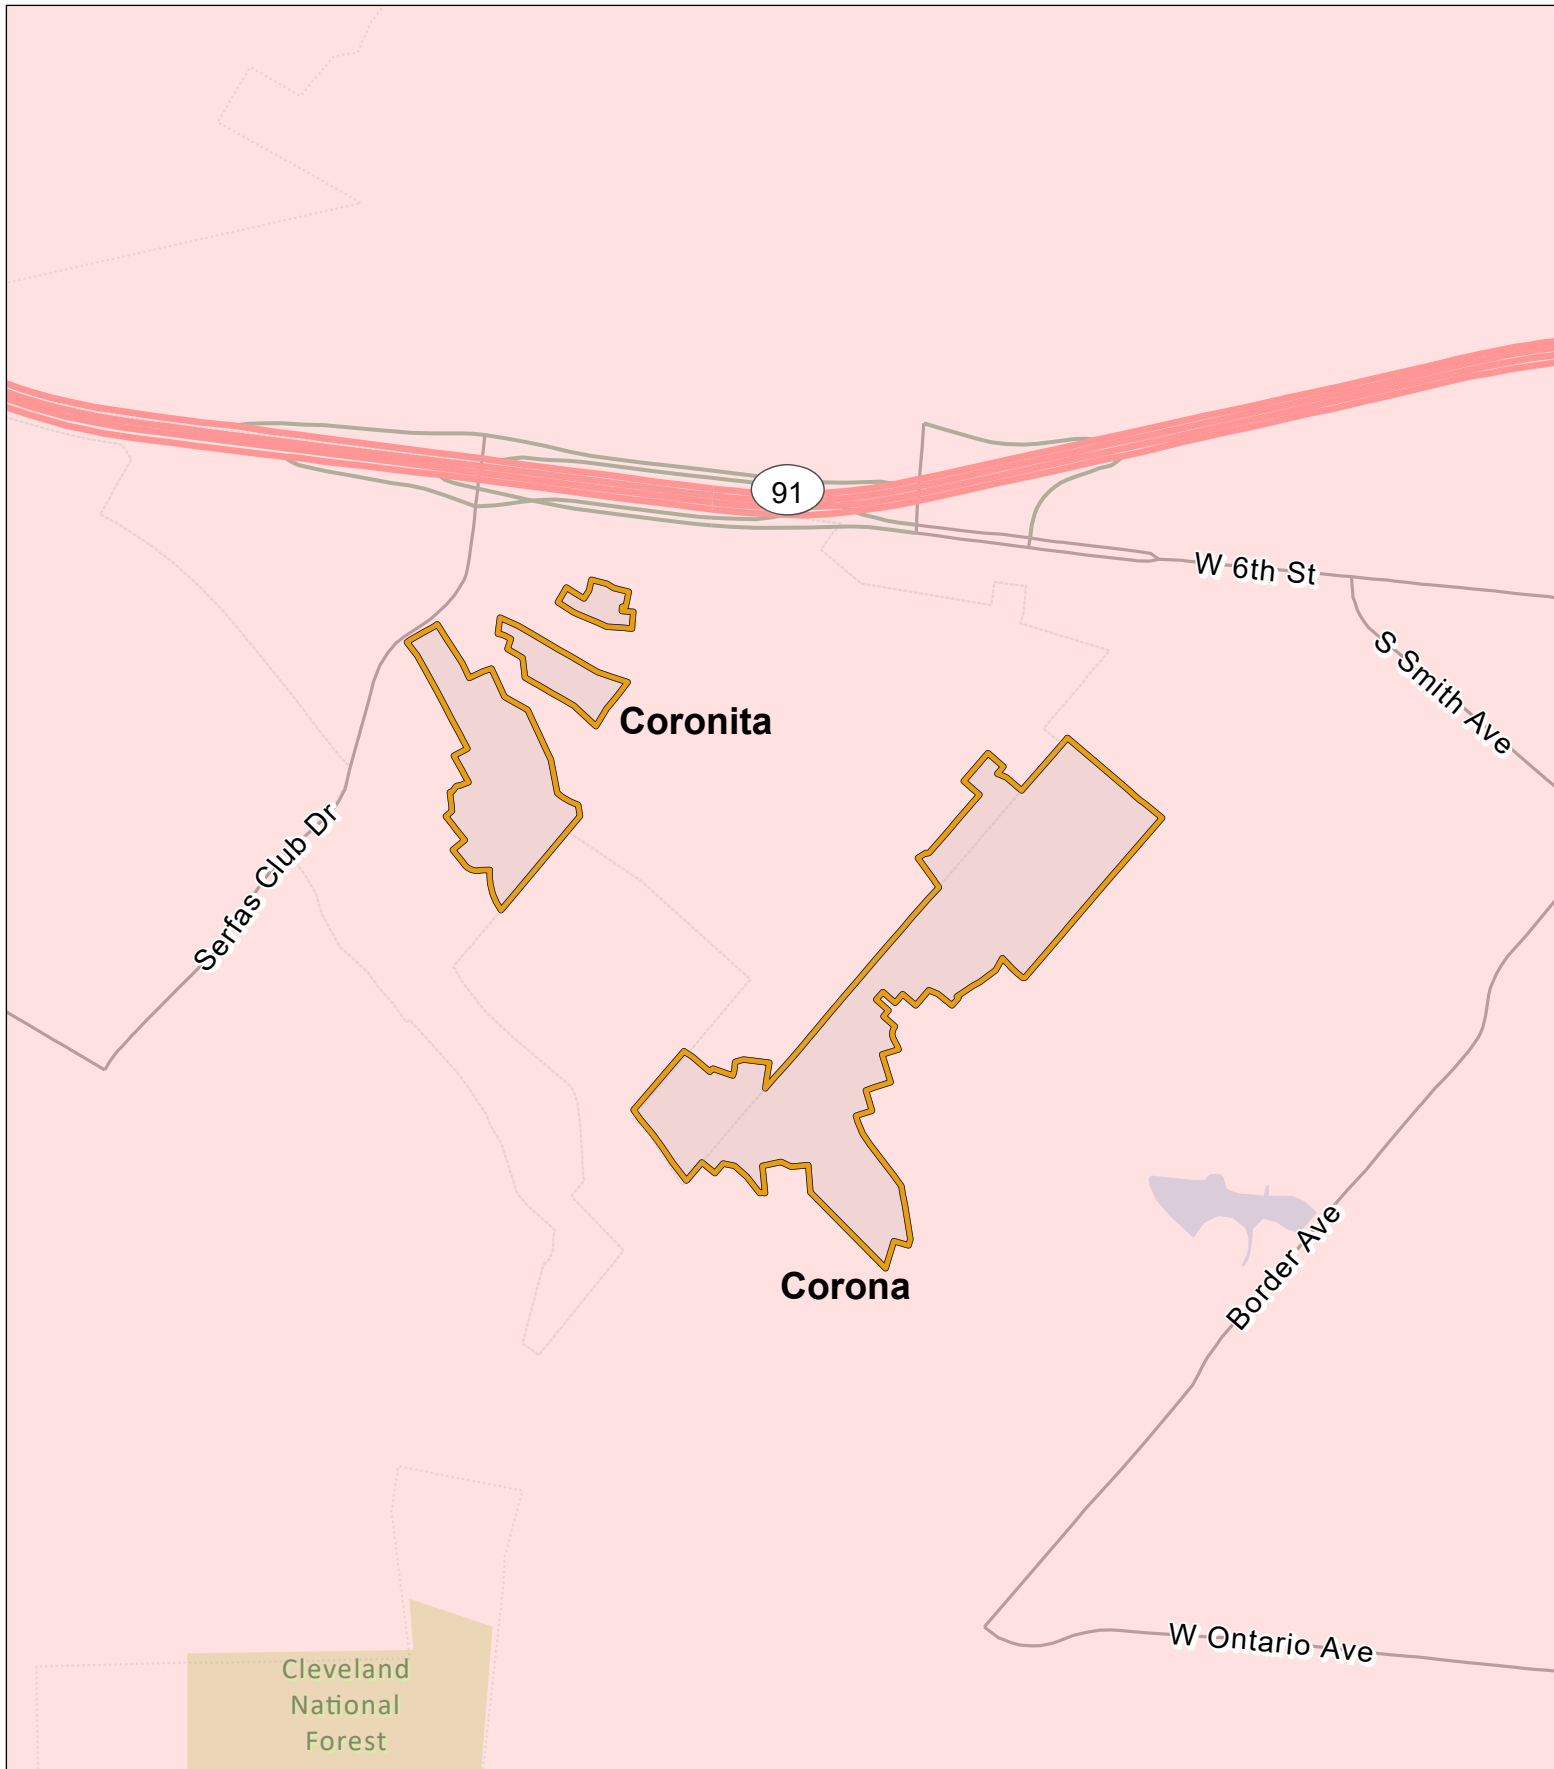 91
W 6th St
S Smith Ave
Coronita
Serfas Club Dr
Border Ave
Corona
W Ontario Ave
Cleveland
National
Forest